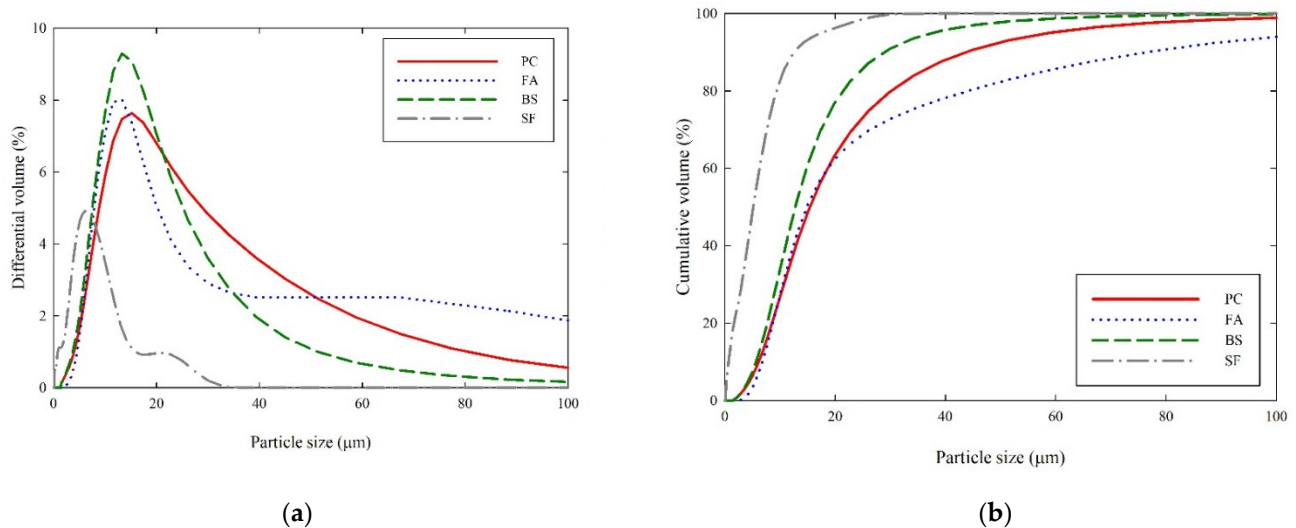 10
8
6
4
2
0
Differential volume (%)
PC
FA
BS
SF
0 20 40 60 80 100
Particle size (μm)
(a)
100
80
60
40
20
0
Cumulative volume (%)
PC
FA
BS
SF
0 20 40 60 80 100
Particle size (μm)
(b)